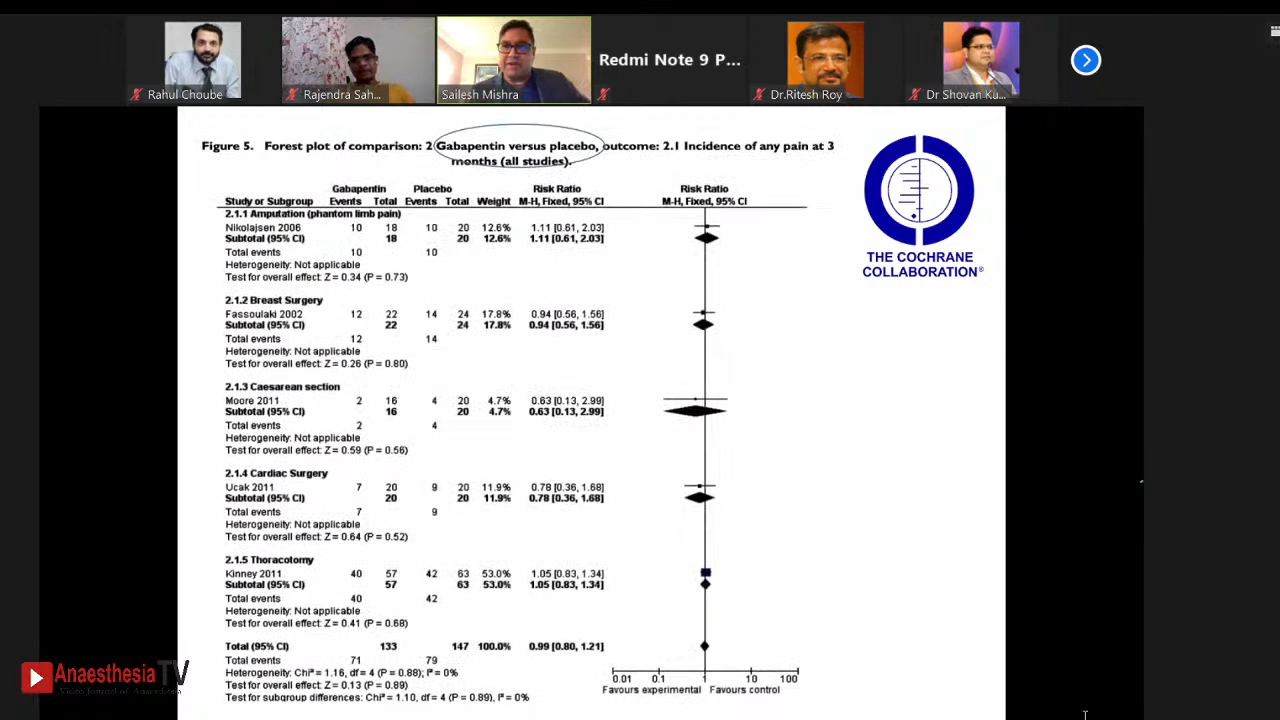 Redmi Note 9 P...
Rahul Choube
Rajendra Sah...
Sailesh Mishra
Dr.Ritesh Roy
Dr Shovan Ku...
Figure 5. Forest plot of comparison: 2 Gabapentin versus placebo, outcome: 2.1 Incidence of any pain at 3
months (all studies).
Gabapentin Placebo Risk Ratio Risk Ratio
Study or Subgroup Events Total Events Total Weight M-H, Fixed, 95% CI M-H, Fixed, 95% CI
2.1.1 Amputation (phantom limb pain)
Nikolajsen 2006 10 18 10 20 12.6% 1.11 [0.61, 2.03]
Subtotal (95% CI) 18 20 12.6% 1.11 [0.61, 2.03]
Total events 10 10
Heterogeneity: Not applicable
Test for overall effect: Z = 0.34 (P = 0.73)
2.1.2 Breast Surgery
Fassoulaki 2002 12 22 14 24 17.8% 0.94 [0.56, 1.56]
Subtotal (95% CI) 22 24 17.8% 0.94 [0.56, 1.56]
Total events 12 14
Heterogeneity: Not applicable
Test for overall effect: Z = 0.26 (P = 0.80)
2.1.3 Caesarean section
Moore 2011 2 16 4 20 4.7% 0.63 [0.13, 2.99]
Subtotal (95% CI) 16 20 4.7% 0.63 [0.13, 2.99]
Total events 2 4
Heterogeneity: Not applicable
Test for overall effect: Z = 0.59 (P = 0.56)
2.1.4 Cardiac Surgery
Ucak 2011 7 20 9 20 11.9% 0.78 [0.36, 1.68]
Subtotal (95% CI) 20 20 11.9% 0.78 [0.36, 1.68]
Total events 7 9
Heterogeneity: Not applicable
Test for overall effect: Z = 0.64 (P = 0.52)
2.1.5 Thoracotomy
Kinney 2011 40 57 42 63 53.0% 1.05 [0.83, 1.34]
Subtotal (95% CI) 57 63 53.0% 1.05 [0.83, 1.34]
Total events 40 42
Heterogeneity: Not applicable
Test for overall effect: Z = 0.41 (P = 0.68)
Total (95% CI) 133 147 100.0% 0.99 [0.80, 1.21]
Total events 71 79
Heterogeneity: Chi² = 1.16, df = 4 (P = 0.88); I² = 0%
Test for overall effect: Z = 0.13 (P = 0.89)
Test for subgroup differences: Chi² = 1.10, df = 4 (P = 0.89), I² = 0%
0.01 0.1 1 10 100
Favours experimental Favours control
THE COCHRANE
COLLABORATION®
Anaesthesia TV